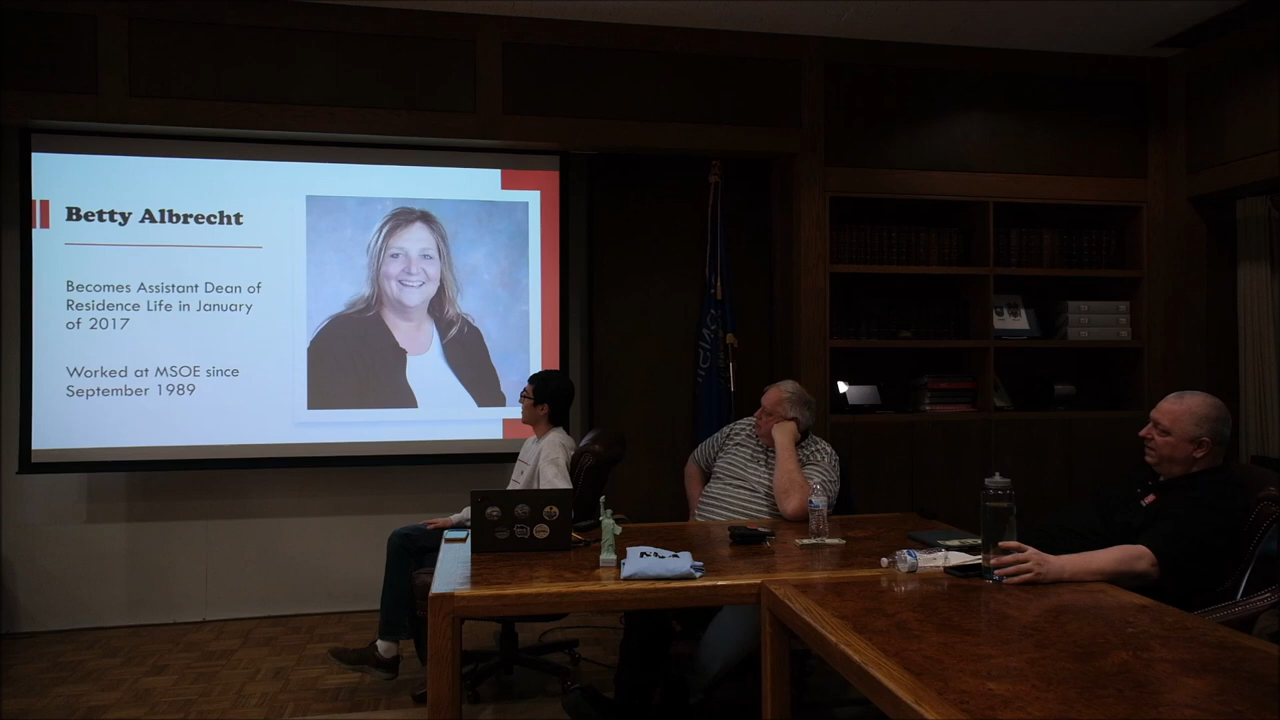 Betty Albrecht
Becomes Assistant Dean of
Residence Life in January
of 2017
Worked at MSOE since
September 1989